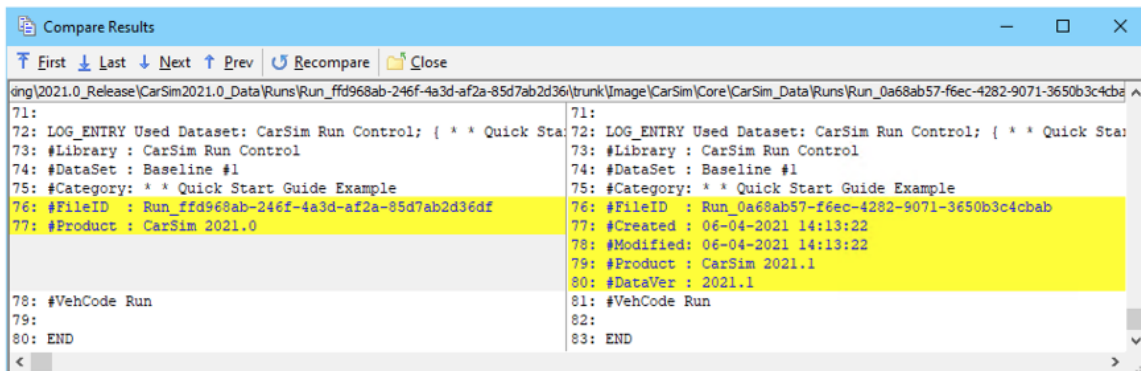 Compare Results
First Last Next Prev Recompare Close
king\2021.0_Release\CarSim2021.0_Data\Runs\Run_ffd968ab-246f-4a3d-af2a-85d7ab2d36
\trunk\Image\CarSim\Core\CarSim_Data\Runs\Run_0a68ab57-f6ec-4282-9071-3650b3c4cba
71:
72: LOG_ENTRY Used Dataset: CarSim Run Control; { * * Quick Sta
73: #Library : CarSim Run Control
74: #DataSet : Baseline #1
75: #Category: * * Quick Start Guide Example
76: #FileID  : Run_ffd968ab-246f-4a3d-af2a-85d7ab2d36df
77: #Product : CarSim 2021.0
78: #VehCode Run
79:
80: END
71:
72: LOG_ENTRY Used Dataset: CarSim Run Control; { * * Quick Star
73: #Library : CarSim Run Control
74: #DataSet : Baseline #1
75: #Category: * * Quick Start Guide Example
76: #FileID  : Run_0a68ab57-f6ec-4282-9071-3650b3c4cbab
77: #Created : 06-04-2021 14:13:22
78: #Modified: 06-04-2021 14:13:22
79: #Product : CarSim 2021.1
80: #DataVer : 2021.1
81: #VehCode Run
82:
83: END